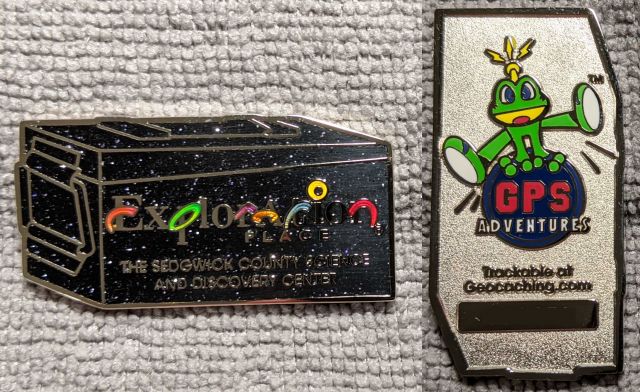 Exploration
PLACE
THE SEDGWICK COUNTY SCIENCE
AND DISCOVERY CENTER
TM
GPS
ADVENTURES
Trackable at
Geocaching.com